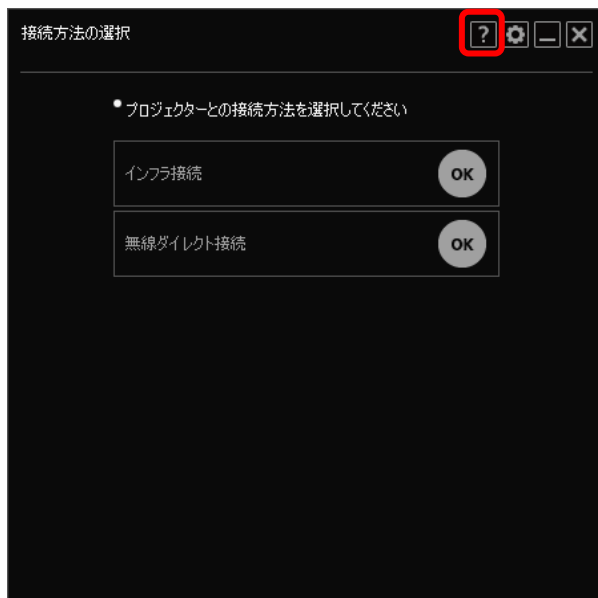 接続方法の選択
?
プロジェクターとの接続方法を選択してください
インフラ接続
OK
無線ダイレクト接続
OK